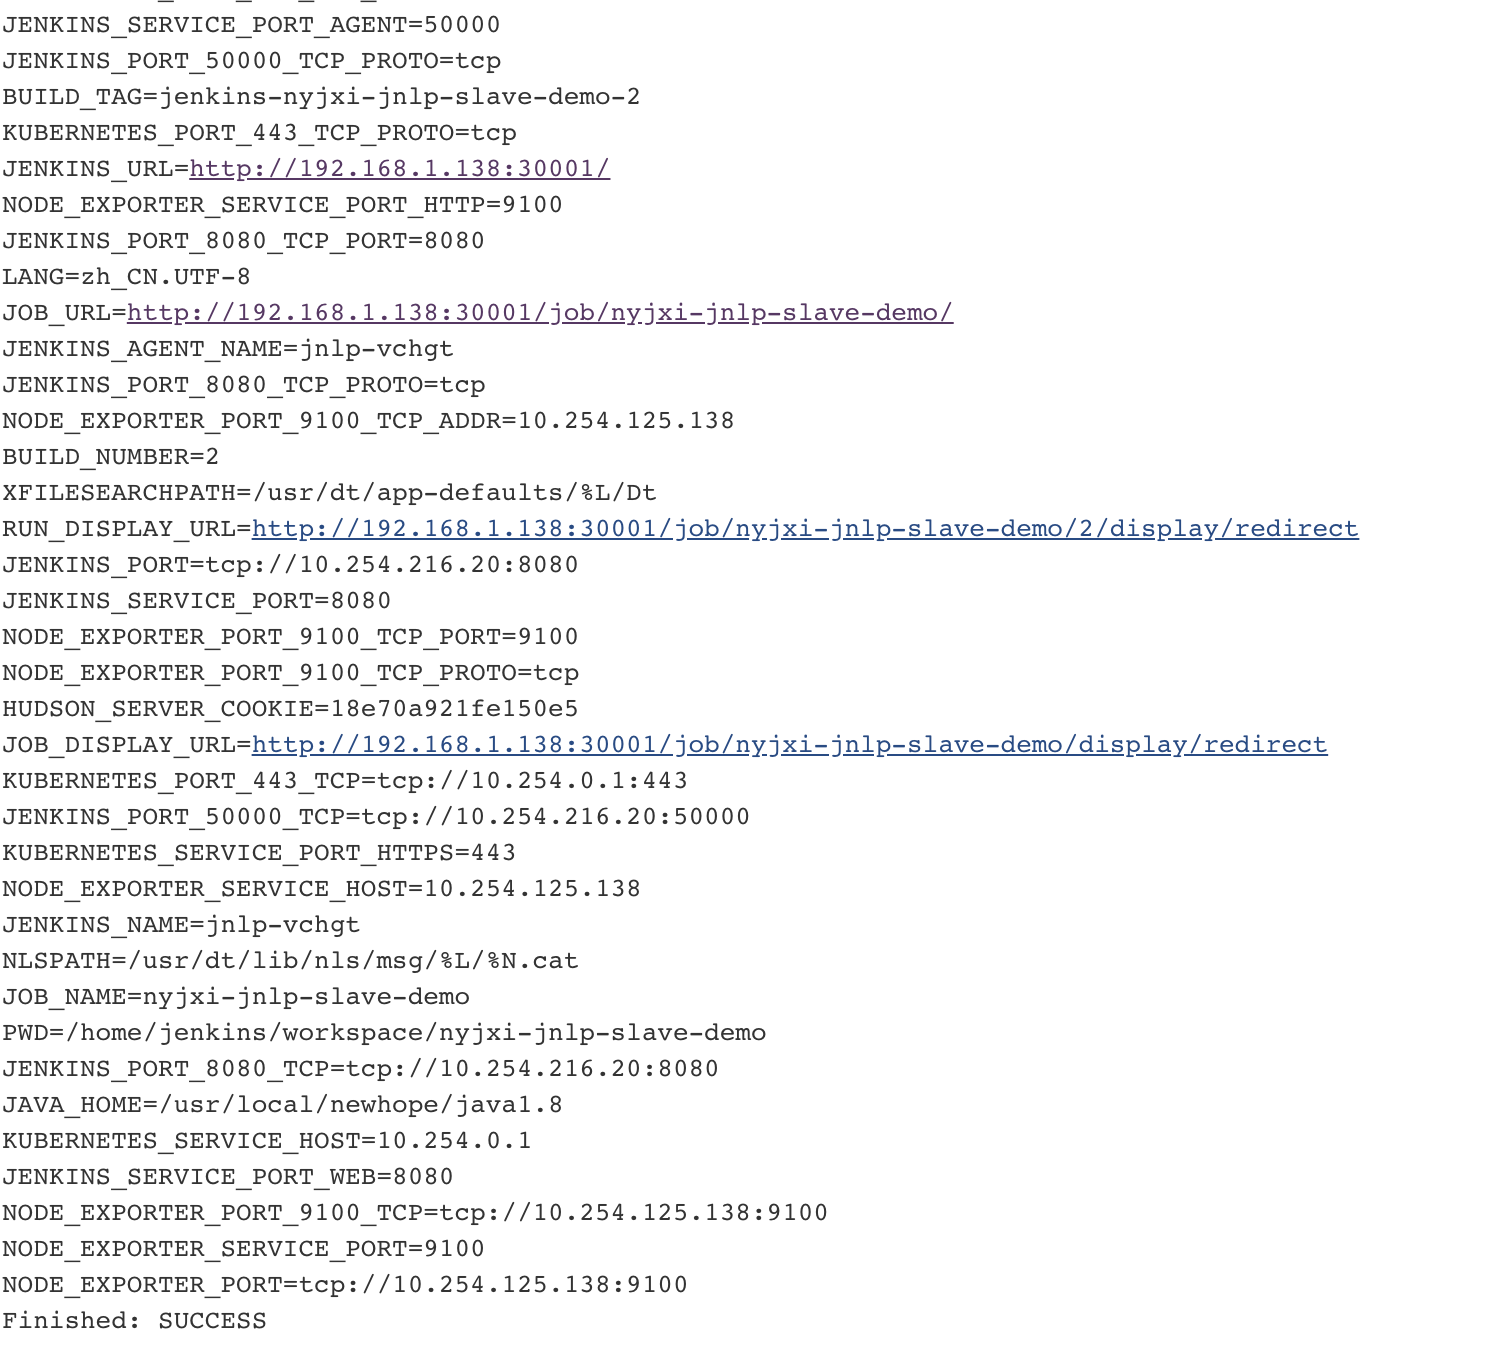 JENKINS_SERVICE_PORT_AGENT=50000
JENKINS_PORT_50000_TCP_PROTO=tcp
BUILD_TAG=jenkins-nyjxi-jnlp-slave-demo-2
KUBERNETES_PORT_443_TCP_PROTO=tcp
JENKINS_URL=http://192.168.1.138:30001/
NODE_EXPORTER_SERVICE_PORT_HTTP=9100
JENKINS_PORT_8080_TCP_PORT=8080
LANG=zh_CN.UTF-8
JOB_URL=http://192.168.1.138:30001/job/nyjxi-jnlp-slave-demo/
JENKINS_AGENT_NAME=jnlp-vchgt
JENKINS_PORT_8080_TCP_PROTO=tcp
NODE_EXPORTER_PORT_9100_TCP_ADDR=10.254.125.138
BUILD_NUMBER=2
XFILESEARCHPATH=/usr/dt/app-defaults/%L/Dt
RUN_DISPLAY_URL=http://192.168.1.138:30001/job/nyjxi-jnlp-slave-demo/2/display/redirect
JENKINS_PORT=tcp://10.254.216.20:8080
JENKINS_SERVICE_PORT=8080
NODE_EXPORTER_PORT_9100_TCP_PORT=9100
NODE_EXPORTER_PORT_9100_TCP_PROTO=tcp
HUDSON_SERVER_COOKIE=18e70a921fe150e5
JOB_DISPLAY_URL=http://192.168.1.138:30001/job/nyjxi-jnlp-slave-demo/display/redirect
KUBERNETES_PORT_443_TCP=tcp://10.254.0.1:443
JENKINS_PORT_50000_TCP=tcp://10.254.216.20:50000
KUBERNETES_SERVICE_PORT_HTTPS=443
NODE_EXPORTER_SERVICE_HOST=10.254.125.138
JENKINS_NAME=jnlp-vchgt
NLSPATH=/usr/dt/lib/nls/msg/%L/%N.cat
JOB_NAME=nyjxi-jnlp-slave-demo
PWD=/home/jenkins/workspace/nyjxi-jnlp-slave-demo
JENKINS_PORT_8080_TCP=tcp://10.254.216.20:8080
JAVA_HOME=/usr/local/newhope/java1.8
KUBERNETES_SERVICE_HOST=10.254.0.1
JENKINS_SERVICE_PORT_WEB=8080
NODE_EXPORTER_PORT_9100_TCP=tcp://10.254.125.138:9100
NODE_EXPORTER_SERVICE_PORT=9100
NODE_EXPORTER_PORT=tcp://10.254.125.138:9100
Finished: SUCCESS